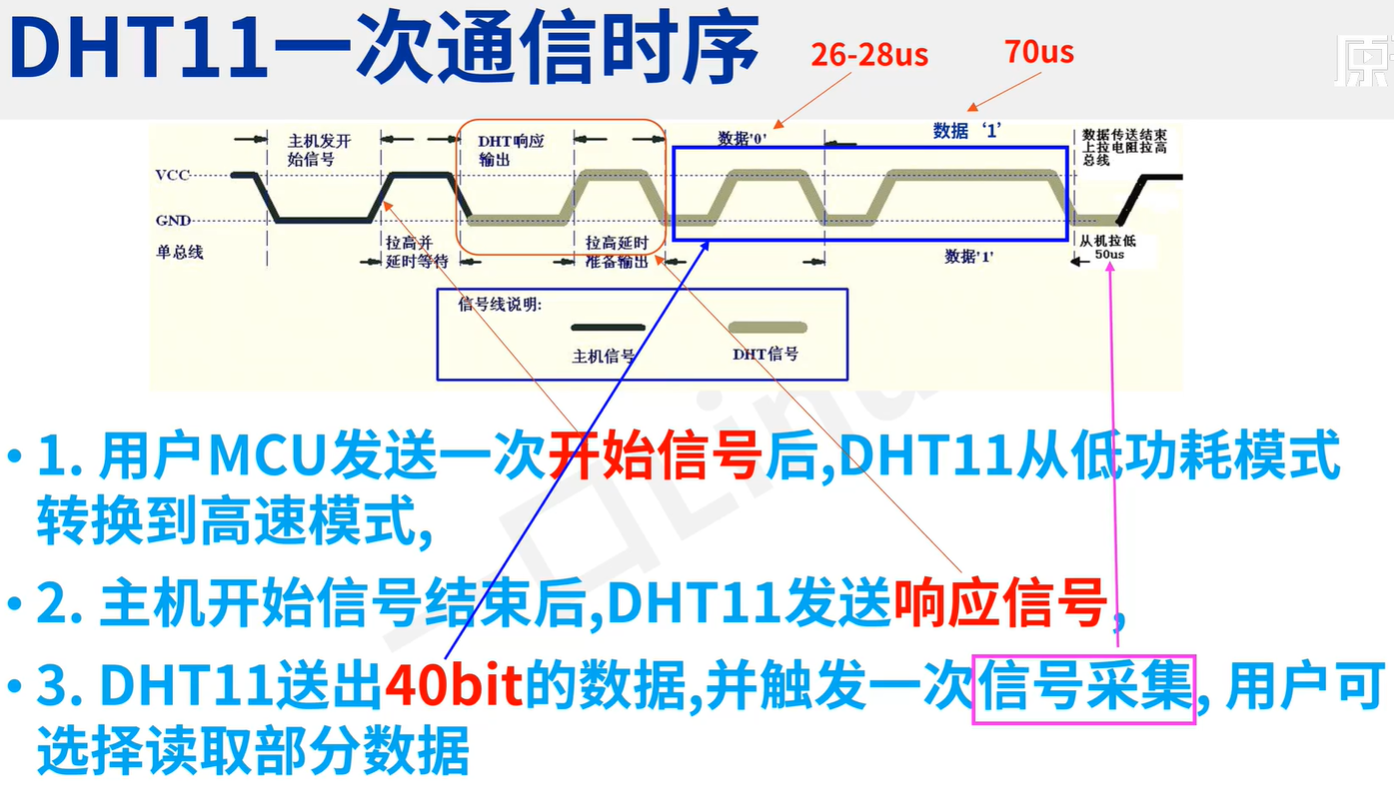 DHT11一次通信时序
26-28us
70us
原
主机发开
始信号
DHT响应
输出
数据'0'
数据‘1’
数据传送结束
上拉电阻拉高
总线
VCC
GND
单总线
拉高并
延时等待
拉高延时
准备输出
数据'1'
从机拉低
50us
信号线说明:
主机信号
DHT信号
• 1. 用户MCU发送一次开始信号后,DHT11从低功耗模式
转换到高速模式,
• 2. 主机开始信号结束后,DHT11发送响应信号,
• 3. DHT11送出40bit的数据,并触发一次信号采集, 用户可
选择读取部分数据